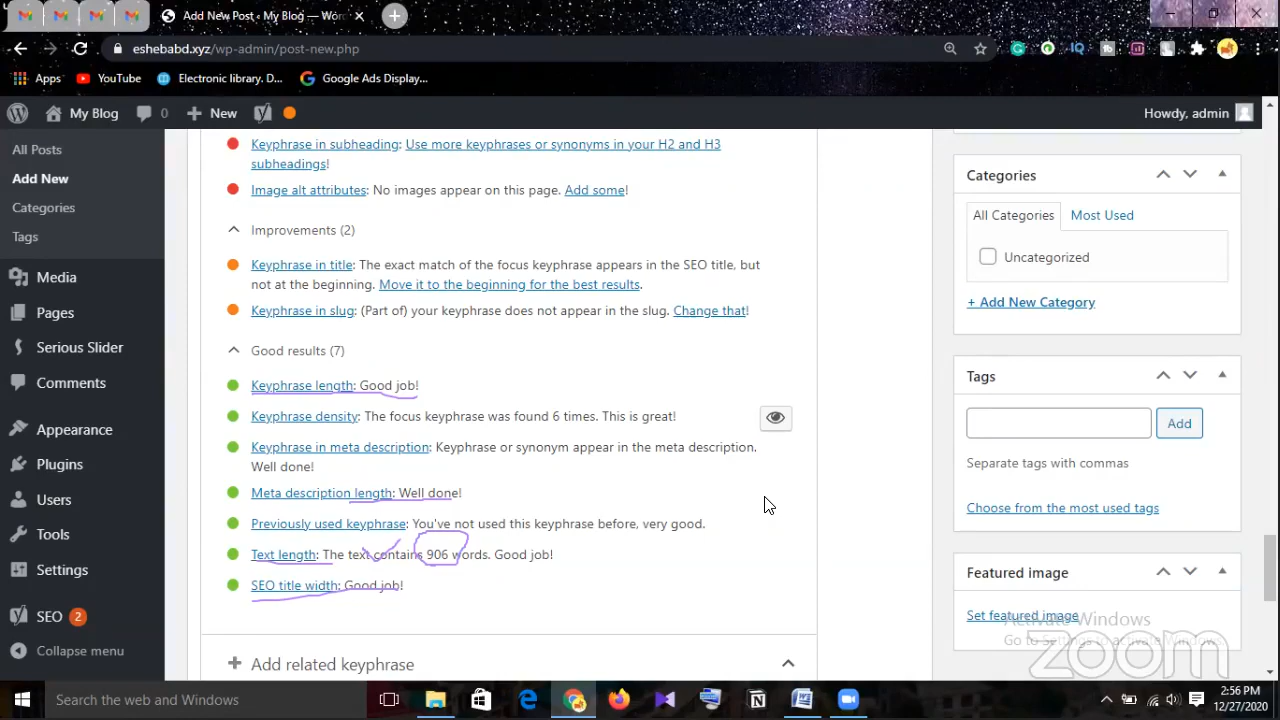 Add New Post ‹ My Blog — Wor
eshebabd.xyz/wp-admin/post-new.php
Apps YouTube Electronic library. D... Google Ads Display...
My Blog 0 New Howdy, admin
All Posts
Add New
Categories
Tags
Media
Pages
Serious Slider
Comments
Appearance
Plugins
Users
Tools
Settings
SEO 2
Collapse menu
Keyphrase in subheading: Use more keyphrases or synonyms in your H2 and H3
subheadings!
Image alt attributes: No images appear on this page. Add some!
Improvements (2)
Keyphrase in title: The exact match of the focus keyphrase appears in the SEO title, but
not at the beginning. Move it to the beginning for the best results.
Keyphrase in slug: (Part of) your keyphrase does not appear in the slug. Change that!
Good results (7)
Keyphrase length: Good job!
Keyphrase density: The focus keyphrase was found 6 times. This is great!
Keyphrase in meta description: Keyphrase or synonym appear in the meta description.
Well done!
Meta description length: Well done!
Previously used keyphrase: You've not used this keyphrase before, very good.
Text length: The text contains 906 words. Good job!
SEO title width: Good job!
Add related keyphrase
Categories
All Categories Most Used
Uncategorized
+ Add New Category
Tags
Add
Separate tags with commas
Choose from the most used tags
Featured image
Set featured image
Activate Windows
Go to Settings to activate Windows.
zoom
Search the web and Windows
2:56 PM
12/27/2020